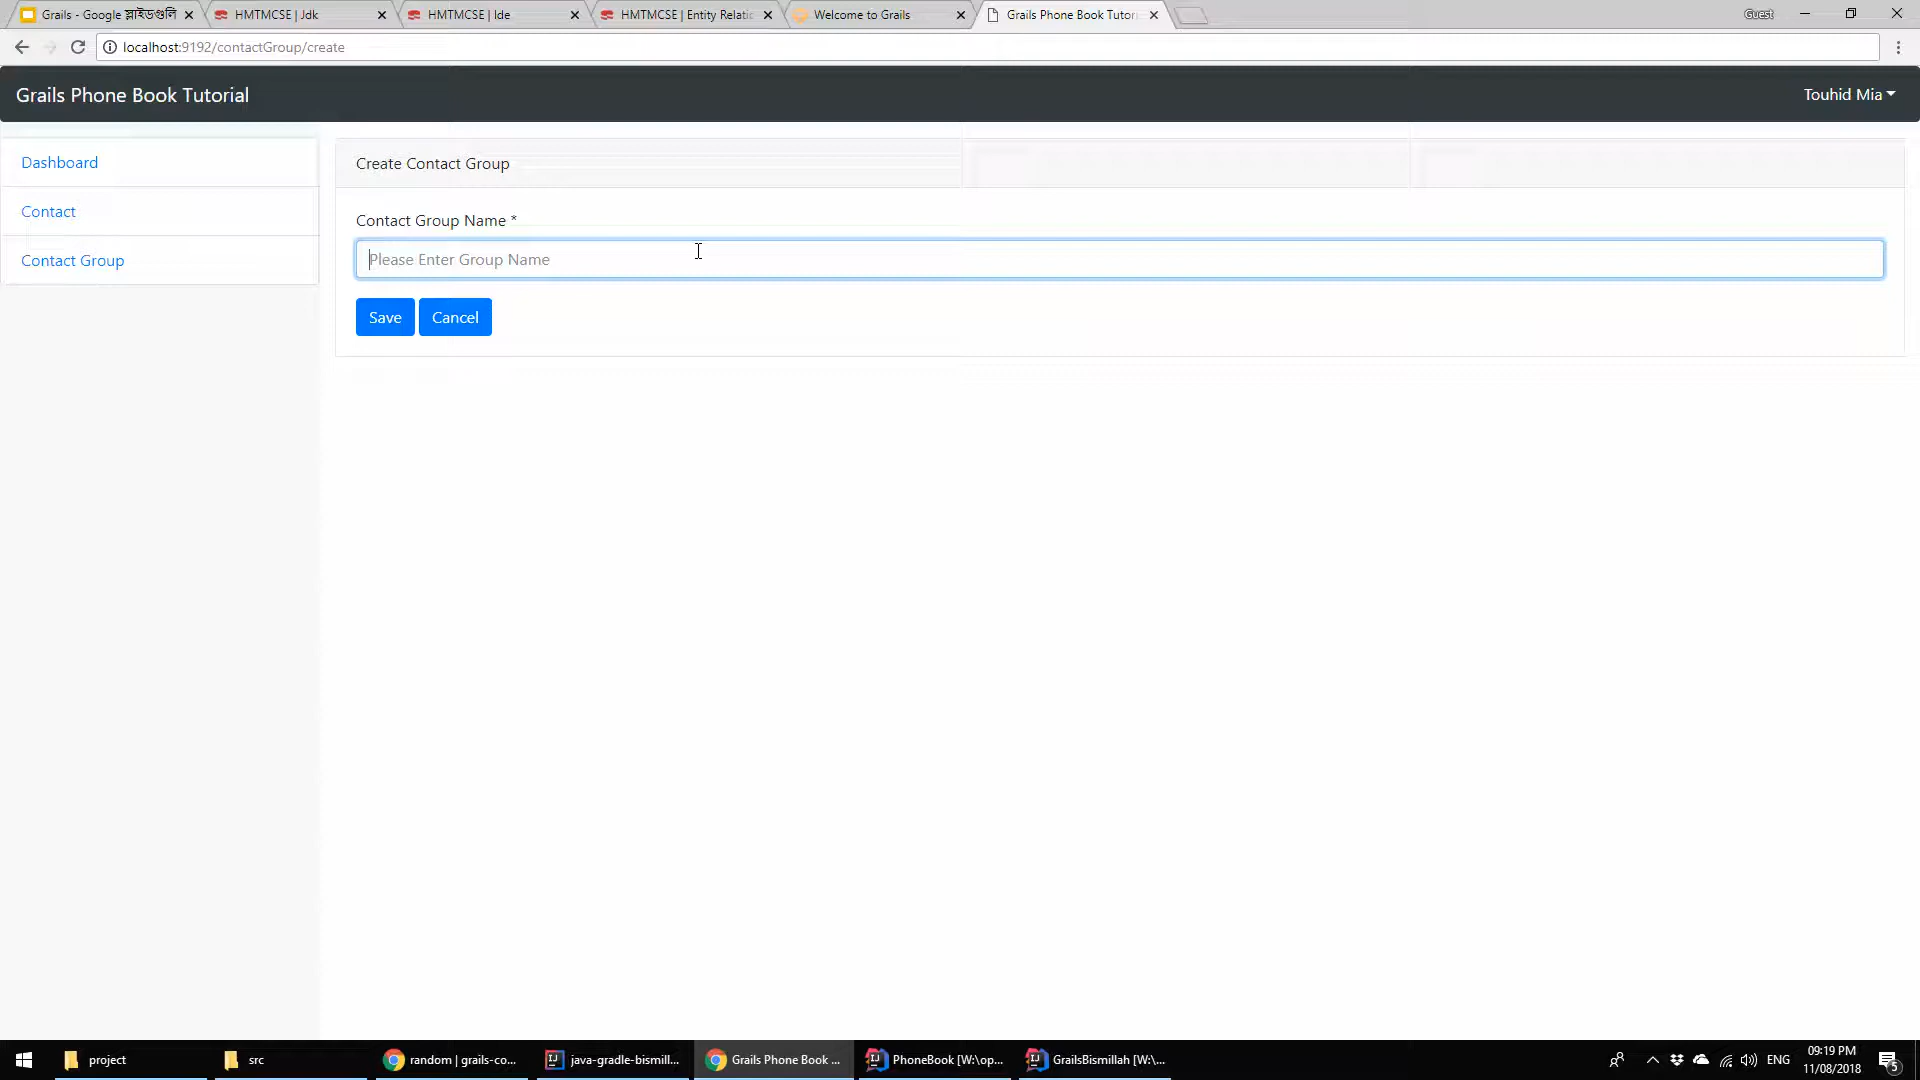 Grails - Google স্লাইডগুলি
HMTMCSE | Jdk
HMTMCSE | Ide
HMTMCSE | Entity Relatic
Welcome to Grails
Grails Phone Book Tutor
Guest
localhost:9192/contactGroup/create
Grails Phone Book Tutorial
Touhid Mia
Dashboard
Contact
Contact Group
Create Contact Group
Contact Group Name *
Please Enter Group Name
Save
Cancel
project
src
random | grails-co...
java-gradle-bismill...
Grails Phone Book ...
PhoneBook [W:\op...
GrailsBismillah [W:\...
ENG
09:19 PM
11/08/2018
5